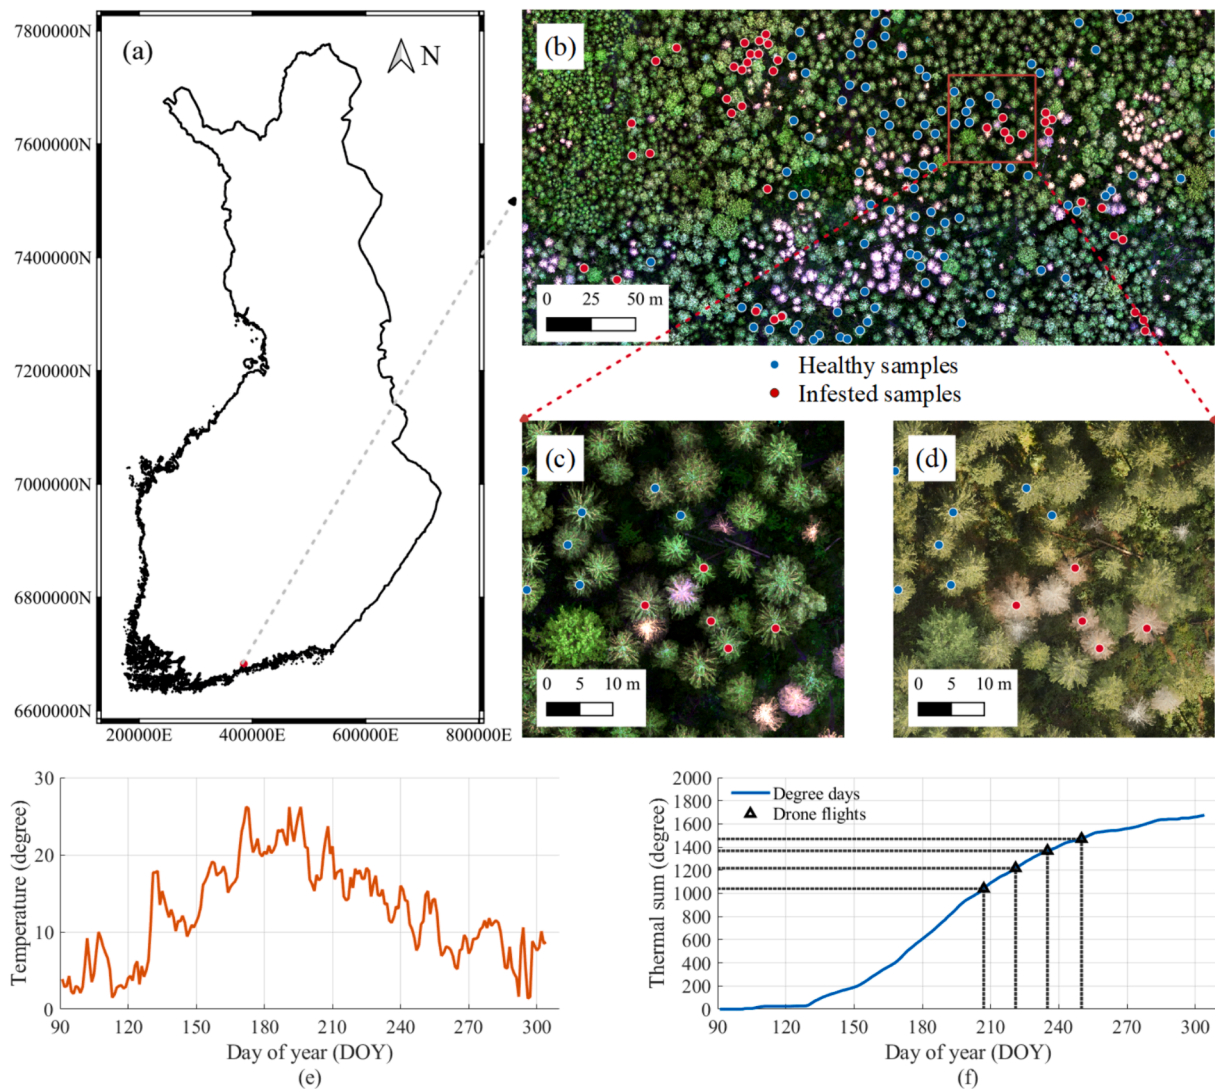 7800000N
7600000N
7400000N
7200000N
7000000N
6800000N
6600000N
200000E 400000E 600000E 800000E
(a)
N
(b)
0 25 50 m
Healthy samples
Infested samples
(c)
0 5 10 m
(d)
0 5 10 m
Temperature (degree)
30
20
10
0
90 120 150 180 210 240 270 300
Day of year (DOY)
(e)
Thermal sum (degree)
2000
1800
1600
1400
1200
1000
800
600
400
200
0
Degree days
Drone flights
90 120 150 180 210 240 270 300
Day of year (DOY)
(f)